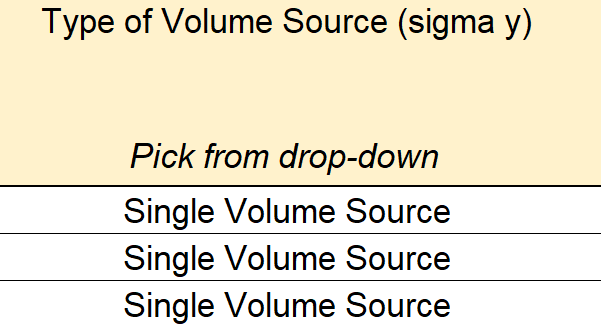 Type of Volume Source (sigma y)
Pick from drop-down
Single Volume Source
Single Volume Source
Single Volume Source